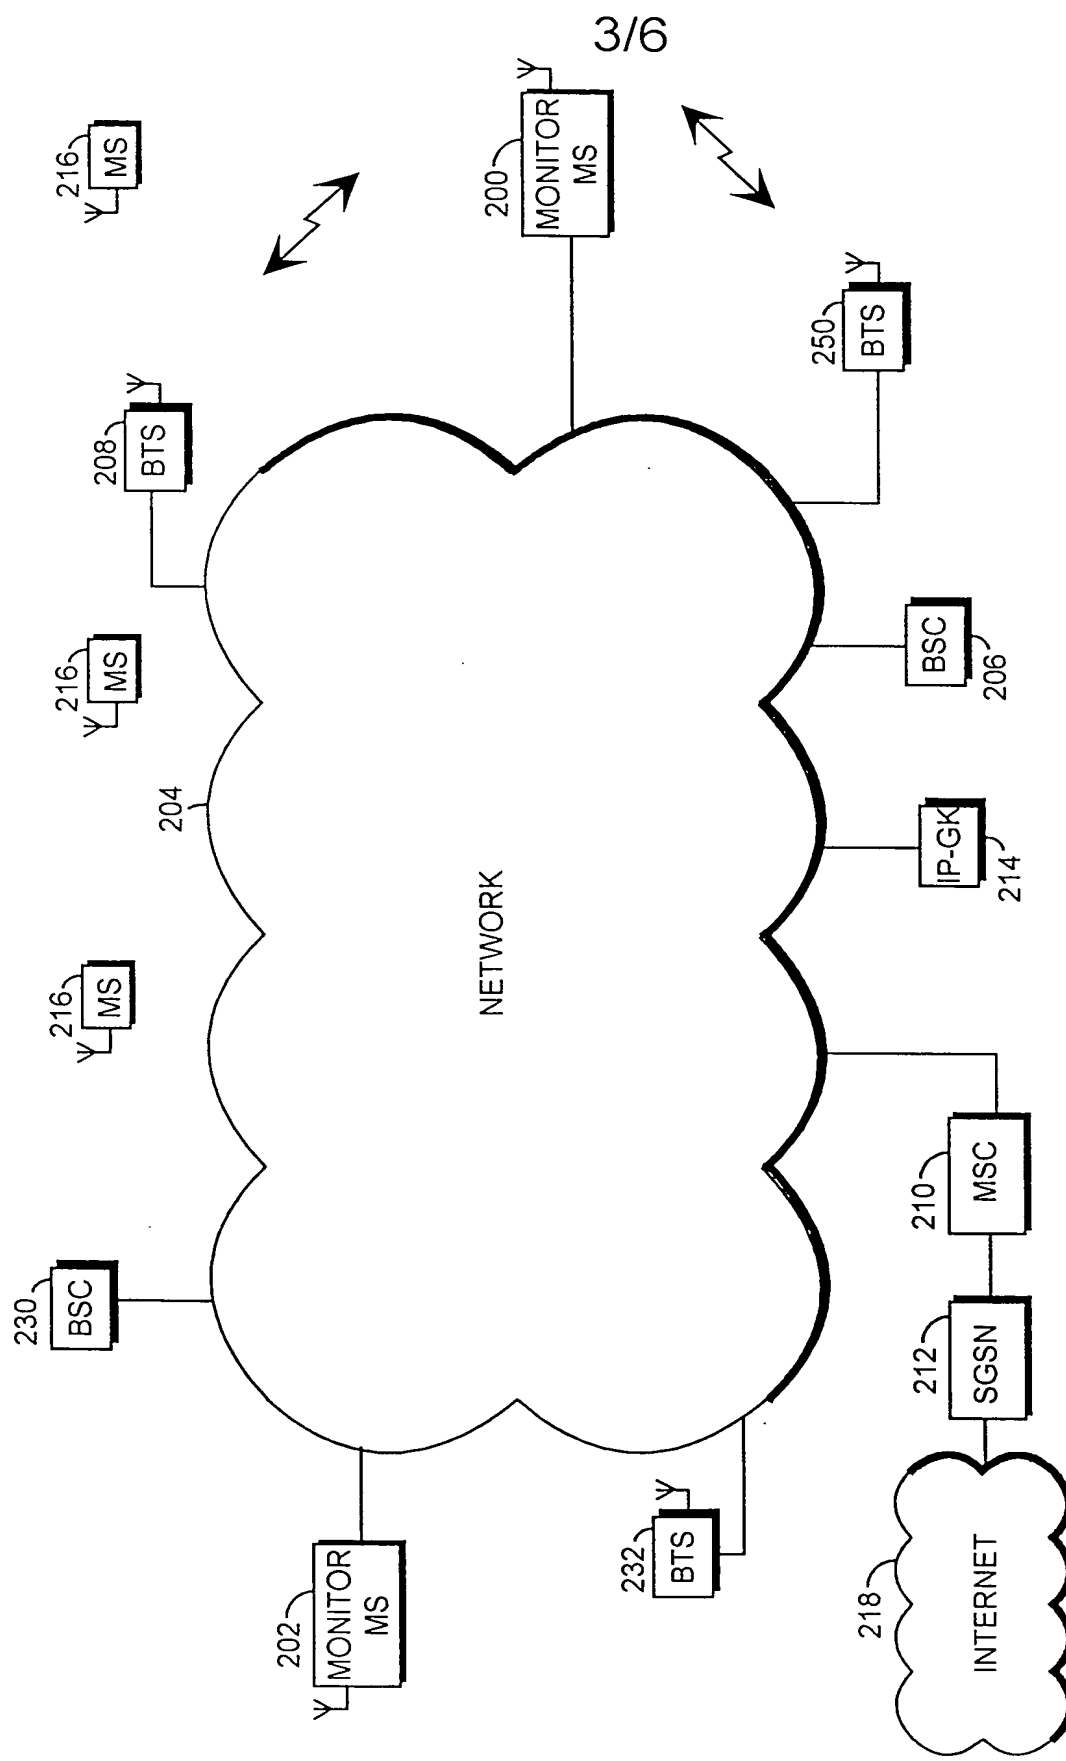 3/6
216
MS
200
MONITOR
MS
208
BTS
250
BTS
216
MS
204
NETWORK
BSC
206
IP-GK
214
216
MS
230
BSC
210
MSC
212
SGSN
218
INTERNET
202
MONITOR
MS
232
BTS